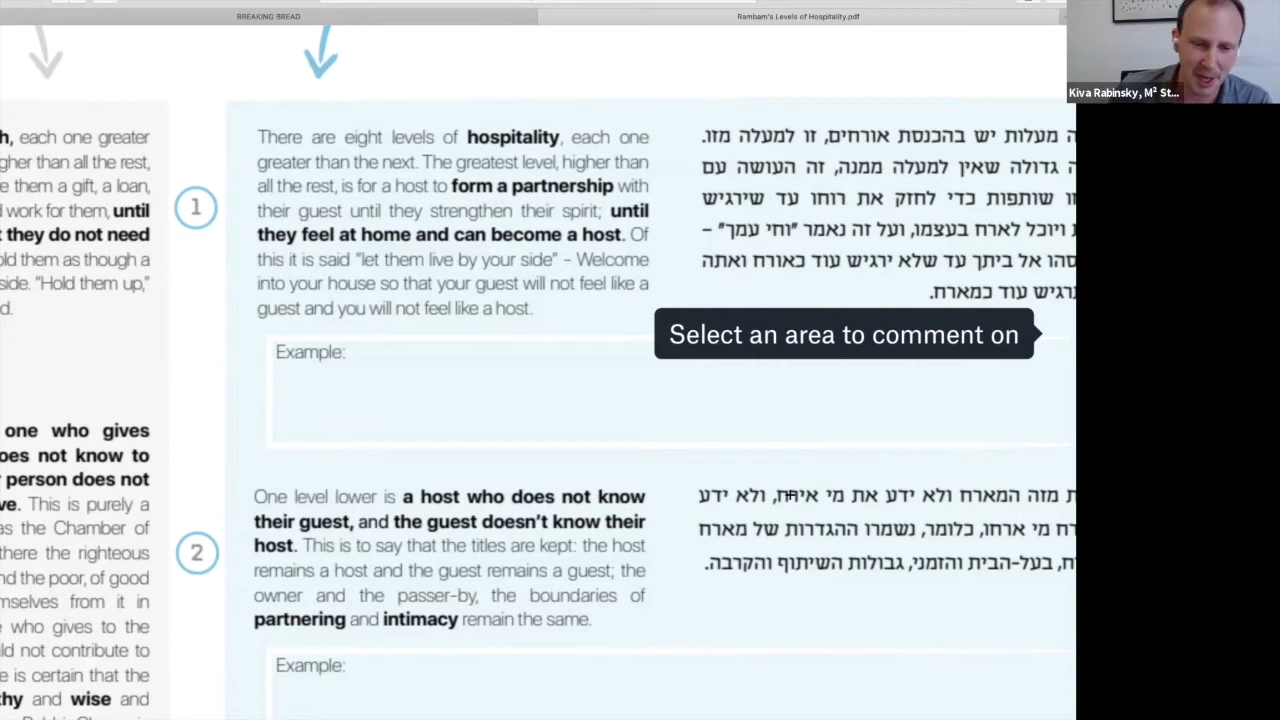 BREAKING BREAD
Rambam's Levels of Hospitality.pdf
Kiva Rabinsky, M² St...
h, each one greater
gher than all the rest,
e them a gift, a loan,
d work for them, until
t they do not need
old them as though a
side. "Hold them up,"
d.
one who gives
oes not know to
r person does not
ve. This is purely a
as the Chamber of
there the righteous
nd the poor, of good
mselves from it in
e who gives to the
ld not contribute to
e is certain that the
thy and wise and
1
There are eight levels of hospitality, each one
greater than the next. The greatest level, higher than
all the rest, is for a host to form a partnership with
their guest until they strengthen their spirit; until
they feel at home and can become a host. Of
this it is said "let them live by your side" – Welcome
into your house so that your guest will not feel like a
guest and you will not feel like a host.
ה מעלות יש בהכנסת אורחים, זו למעלה מזו.
ה גדולה שאין למעלה ממנה, זה העושה עם
חו שותפות כדי לחזק את רוחו עד שירגיש
ת ויוכל לארח בעצמו, ועל זה נאמר "וחי עמך" –
סהו אל ביתך עד שלא ירגיש עוד כאורח ואתה
תרגיש עוד כמארח.
Select an area to comment on
Example:
2
One level lower is a host who does not know
their guest, and the guest doesn't know their
host. This is to say that the titles are kept: the host
remains a host and the guest remains a guest; the
owner and the passer-by, the boundaries of
partnering and intimacy remain the same.
ת מזה המארח ולא ידע את מי אירח, ולא ידע
רח מי ארחו, כלומר, נשמרו ההגדרות של מארח
ח, בעל-הבית והזמני, גבולות השיתוף והקרבה.
Example: